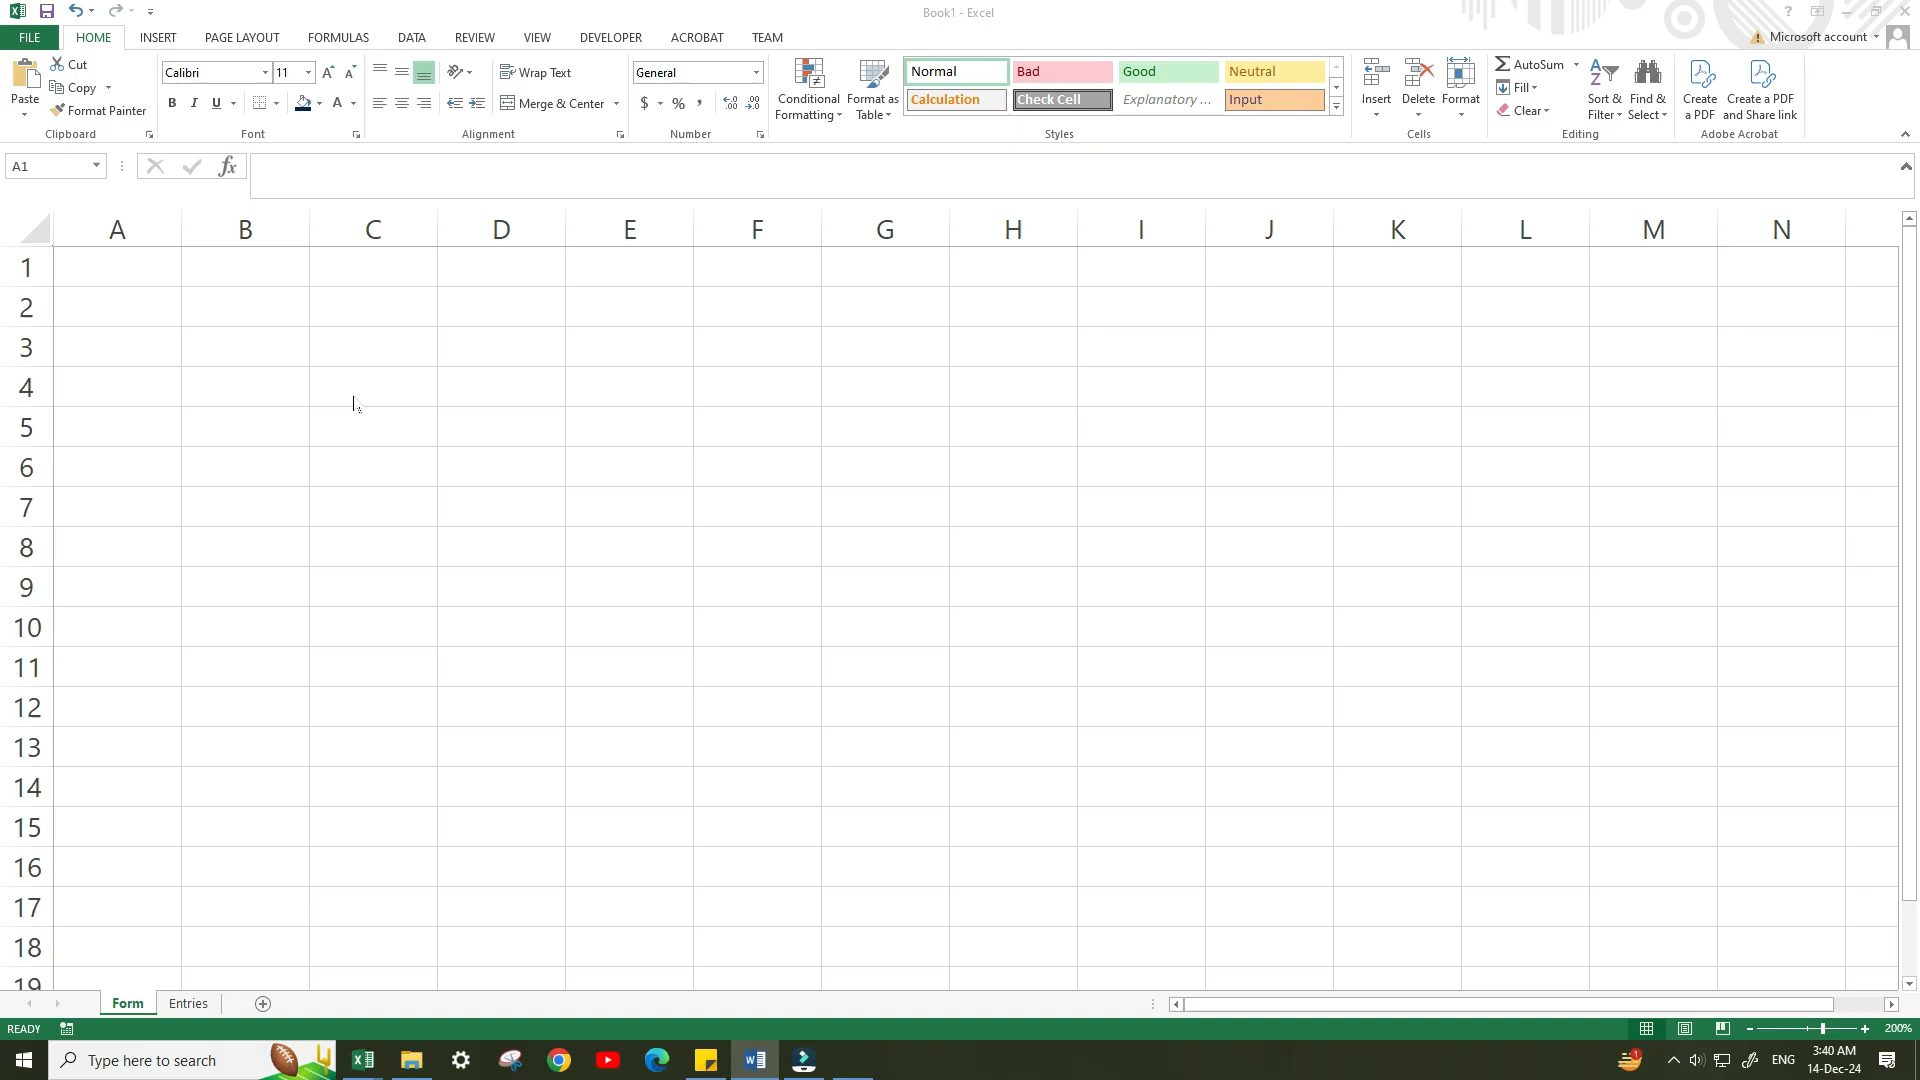 Book1 - Excel
Microsoft account
FILE HOME INSERT PAGE LAYOUT FORMULAS DATA REVIEW VIEW DEVELOPER ACROBAT TEAM
Paste
Cut
Copy
Format Painter
Clipboard
Calibri 11
B I U
Font
Wrap Text
Merge & Center
Alignment
General
$ % ,
Number
Conditional Formatting
Format as Table
Normal Bad Good Neutral
Calculation Check Cell Explanatory ... Input
Styles
Insert Delete Format
Cells
AutoSum
Fill
Clear
Sort & Filter
Find & Select
Editing
Create a PDF
Create a PDF and Share link
Adobe Acrobat
A1
fx
A B C D E F G H I J K L M N
1
2
3
4
5
6
7
8
9
10
11
12
13
14
15
16
17
18
19
Form Entries
READY
200%
Type here to search
ENG
3:40 AM
14-Dec-24